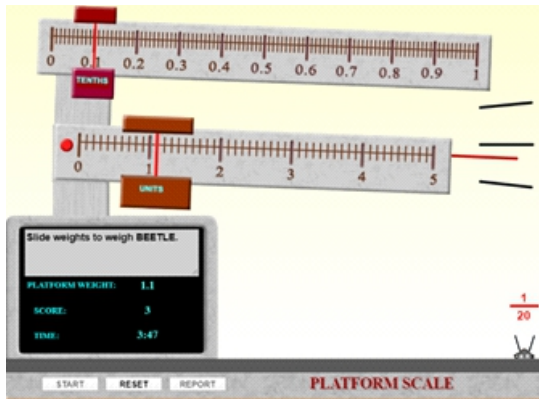 0 0.1 0.2 0.3 0.4 0.5 0.6 0.7 0.8 0.9 1
TENTHS
0 1 2 3 4 5
UNITS
Slide weights to weigh BEETLE.
PLATFORM WEIGHT: 1.1
SCORE: 3
TIME: 3:47
1
20
START RESET REPORT PLATFORM SCALE